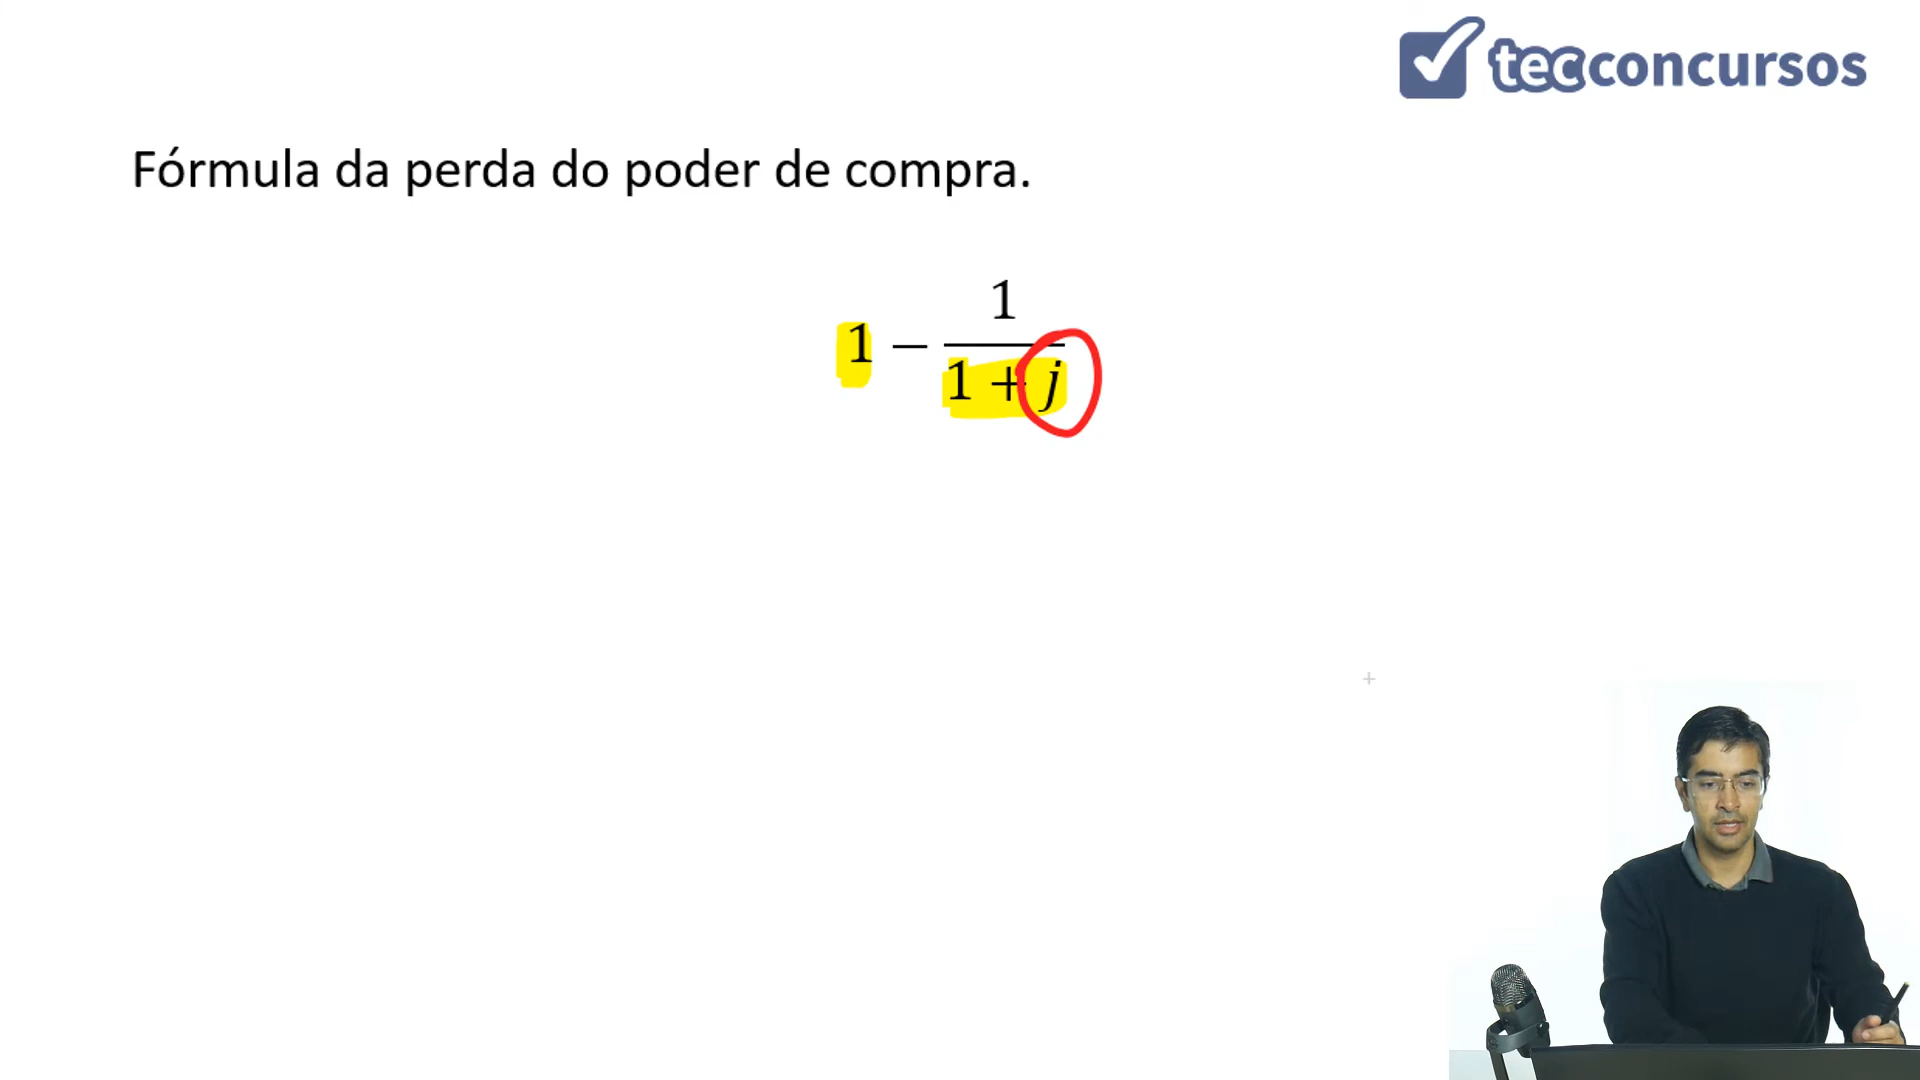 tecconcursos
Fórmula da perda do poder de compra.
1 − 1 / (1 + j)